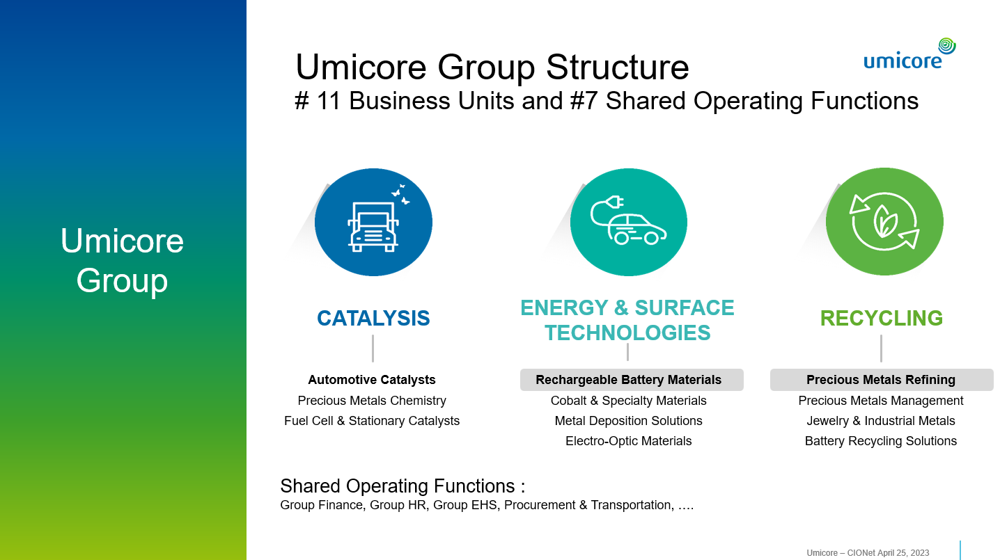 Umicore Group Structure
# 11 Business Units and #7 Shared Operating Functions
umicore
Umicore
Group
CATALYSIS
Automotive Catalysts
Precious Metals Chemistry
Fuel Cell & Stationary Catalysts
ENERGY & SURFACE
TECHNOLOGIES
Rechargeable Battery Materials
Cobalt & Specialty Materials
Metal Deposition Solutions
Electro-Optic Materials
RECYCLING
Precious Metals Refining
Precious Metals Management
Jewelry & Industrial Metals
Battery Recycling Solutions
Shared Operating Functions :
Group Finance, Group HR, Group EHS, Procurement & Transportation, ….
Umicore – CIONet April 25, 2023